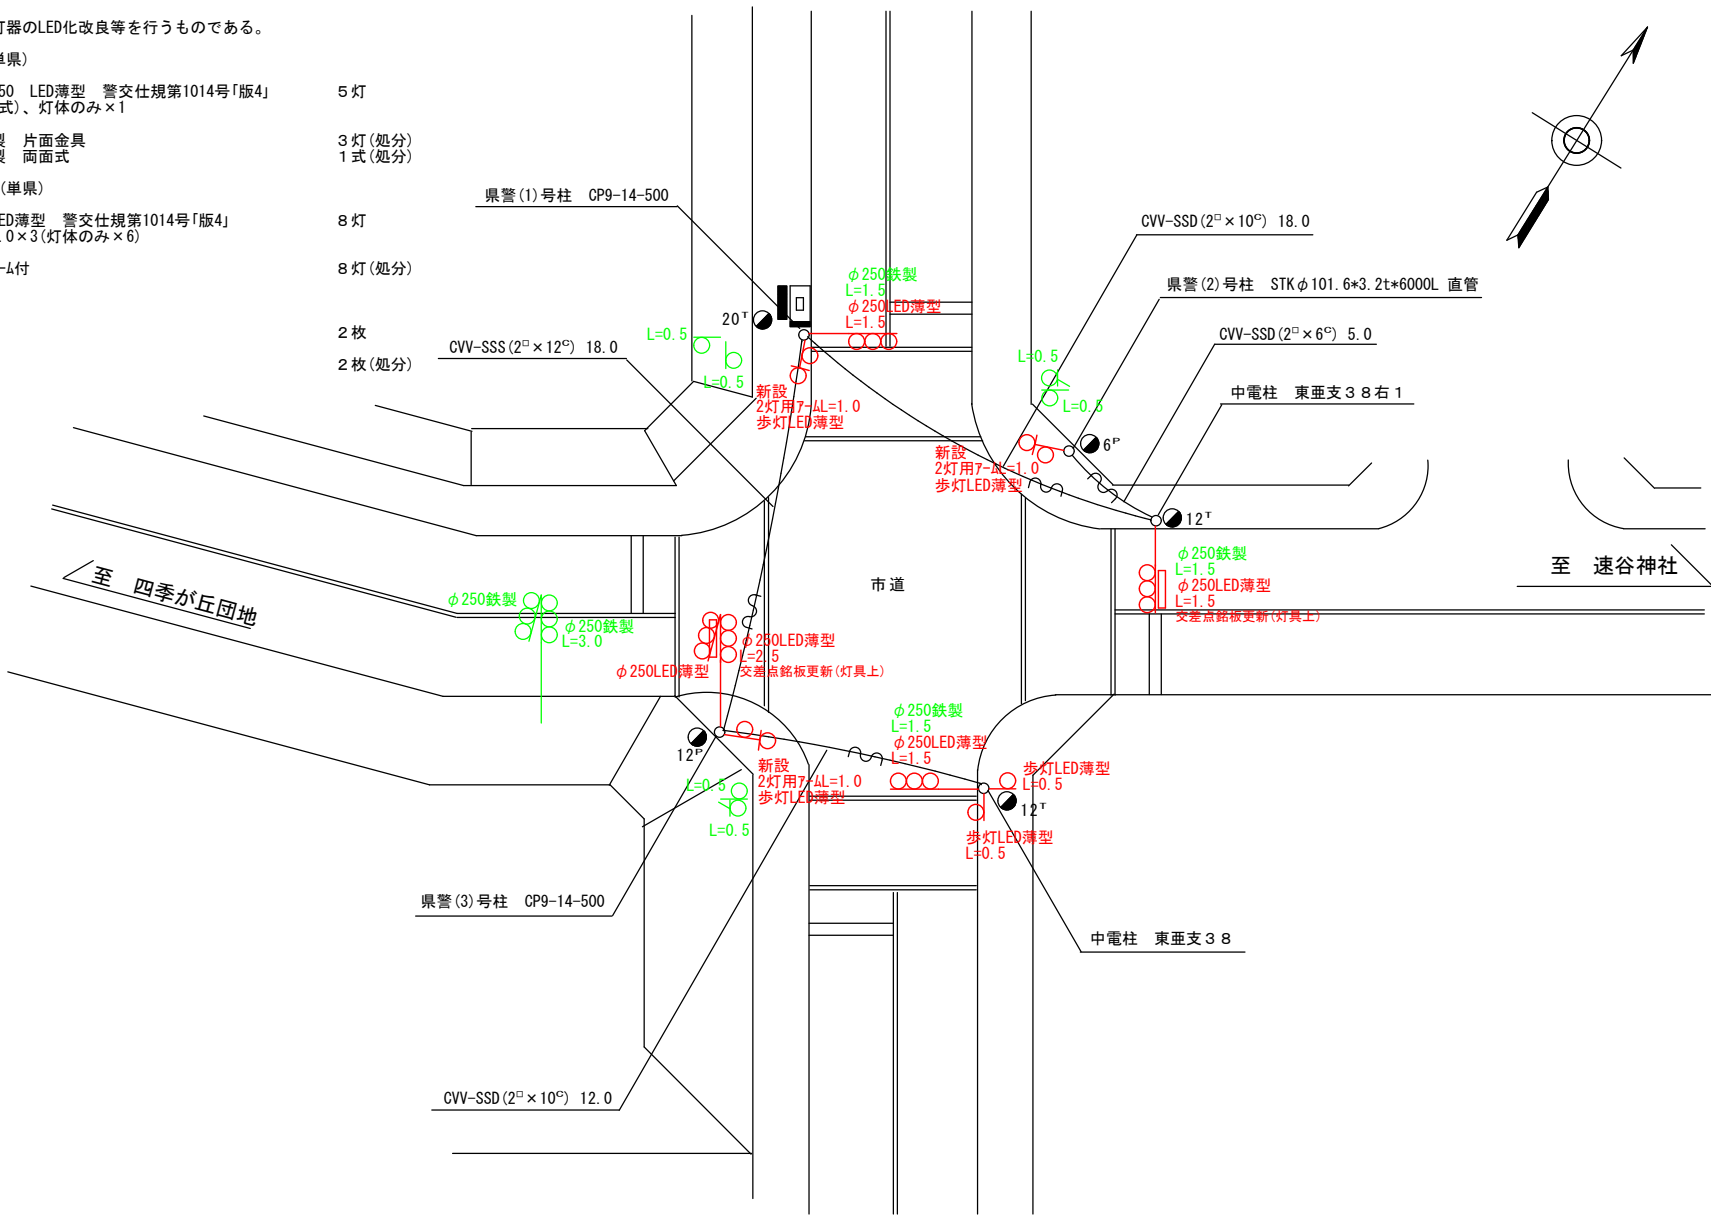 灯器のLED化改良等を行うものである。
単県)
50 LED薄型 警交仕規第1014号「版4」 5灯
式)、灯体のみ×1
製 片面金具 3灯(処分)
製 両面式 1式(処分)
(単県)
ED薄型 警交仕規第1014号「版4」 8灯
.0×3(灯体のみ×6)
ーム付 8灯(処分)
2枚
2枚(処分)
県警(1)号柱 CP9-14-500
CVV-SSD(2□×10C) 18.0
県警(2)号柱 STKφ101.6*3.2t*6000L 直管
CVV-SSD(2□×6C) 5.0
中電柱 東亜支38右1
CVV-SSS(2□×12C) 18.0
20T
φ250鉄製
L=1.5
φ250LED薄型
L=1.5
L=0.5
L=0.5
新設
2灯用アームL=1.0
歩灯LED薄型
L=0.5
L=0.5
6P
新設
2灯用アームL=1.0
歩灯LED薄型
12T
φ250鉄製
L=1.5
φ250LED薄型
L=1.5
交差点銘板更新(灯具上)
至 速谷神社
市道
至 四季が丘団地
φ250鉄製
φ250鉄製
L=3.0
φ250LED薄型
L=2.5
交差点銘板更新(灯具上)
φ250LED薄型
12P
新設
2灯用アームL=1.0
歩灯LED薄型
L=0.5
L=0.5
φ250鉄製
L=1.5
φ250LED薄型
L=1.5
歩灯LED薄型
L=0.5
12T
歩灯LED薄型
L=0.5
県警(3)号柱 CP9-14-500
中電柱 東亜支38
CVV-SSD(2□×10C) 12.0